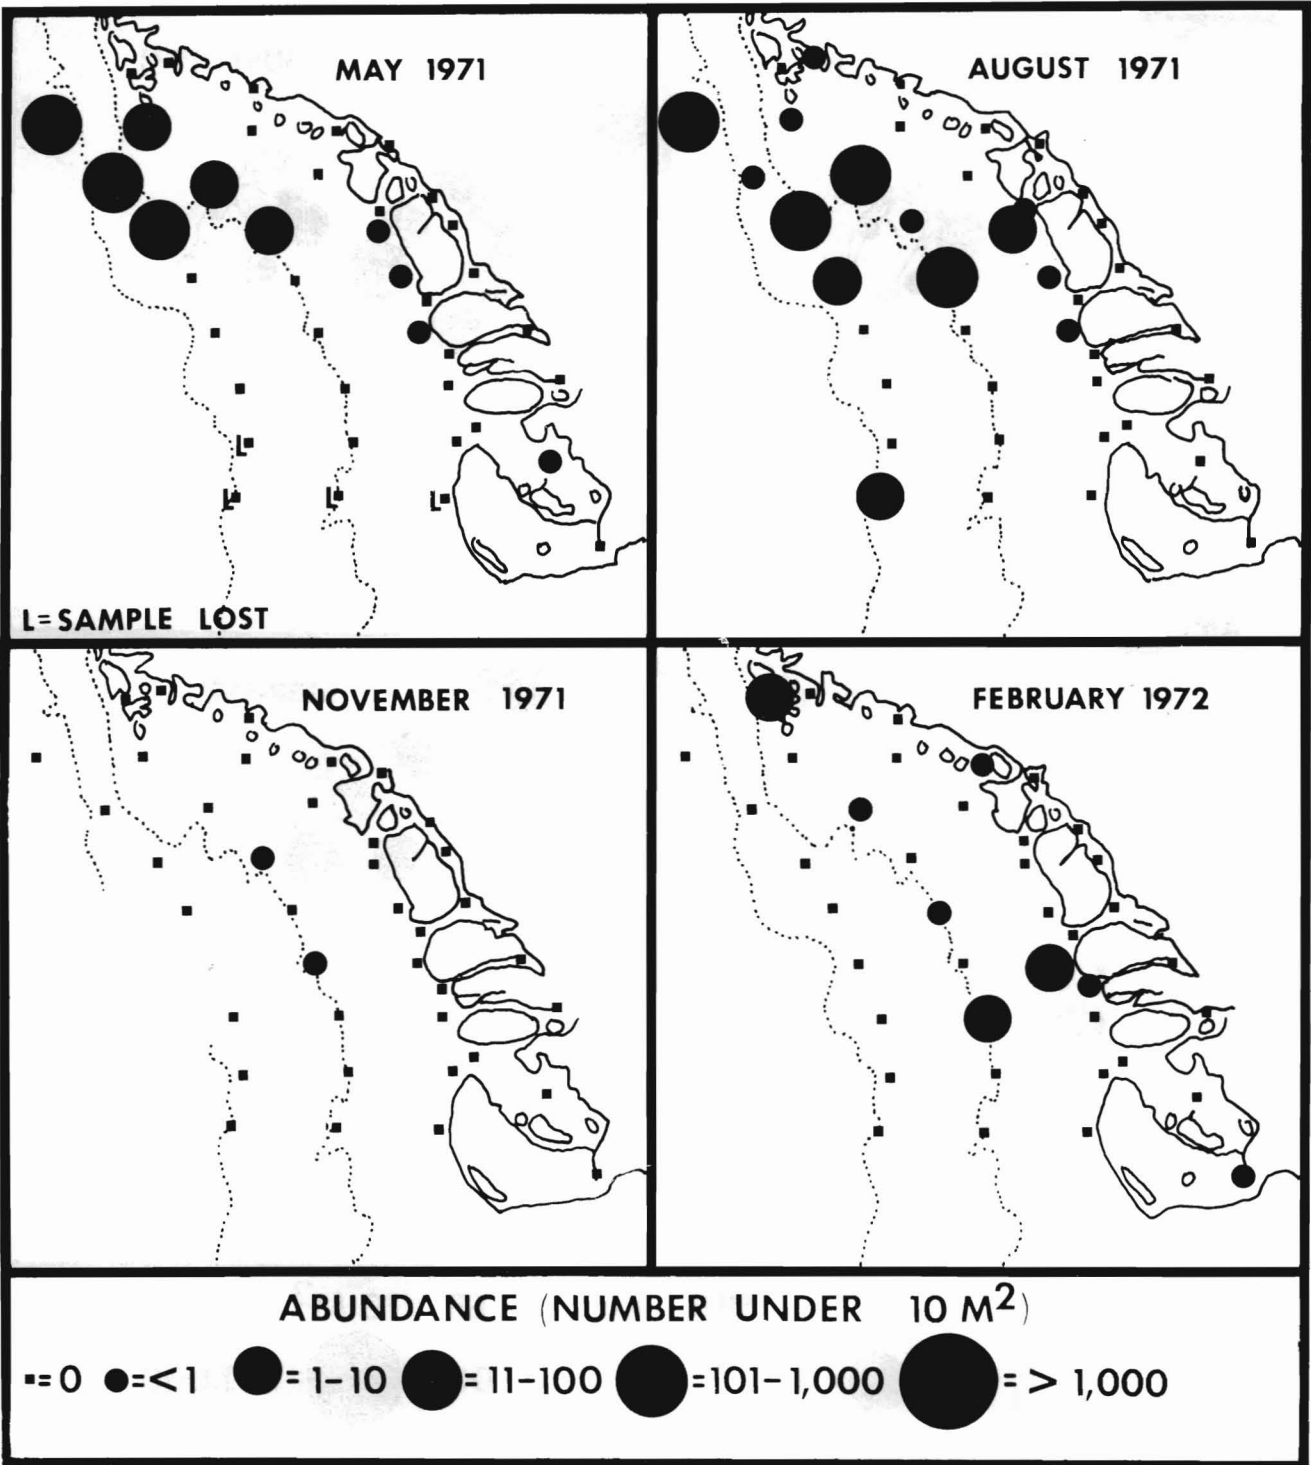 MAY 1971
AUGUST 1971
L
L
L
L
L=SAMPLE LOST
NOVEMBER 1971
FEBRUARY 1972
ABUNDANCE (NUMBER UNDER 10 M²)
=0 =<1 =1-10 =11-100 =101-1,000 => 1,000